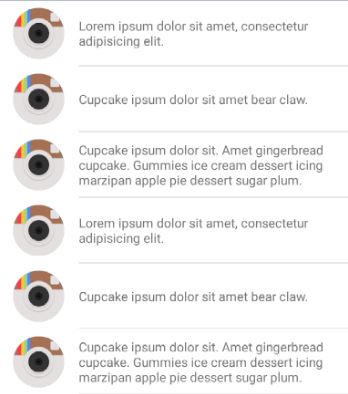 Lorem ipsum dolor sit amet, consectetur
adipisicing elit.
Cupcake ipsum dolor sit amet bear claw.
Cupcake ipsum dolor sit. Amet gingerbread
cupcake. Gummies ice cream dessert icing
marzipan apple pie dessert sugar plum.
Lorem ipsum dolor sit amet, consectetur
adipisicing elit.
Cupcake ipsum dolor sit amet bear claw.
Cupcake ipsum dolor sit. Amet gingerbread
cupcake. Gummies ice cream dessert icing
marzipan apple pie dessert sugar plum.